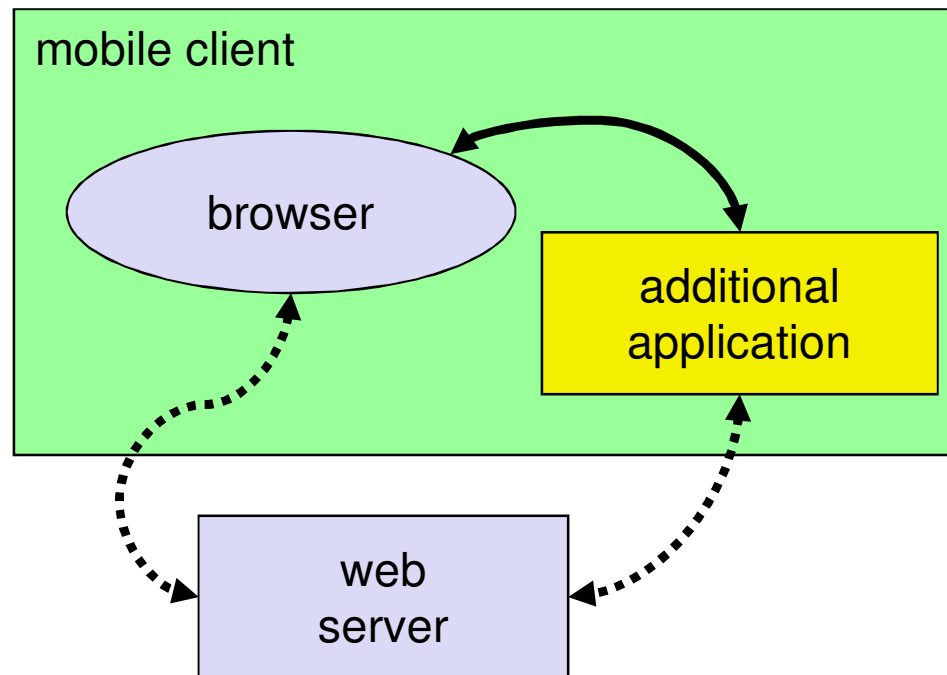 mobile client
browser
additional
application
web
server